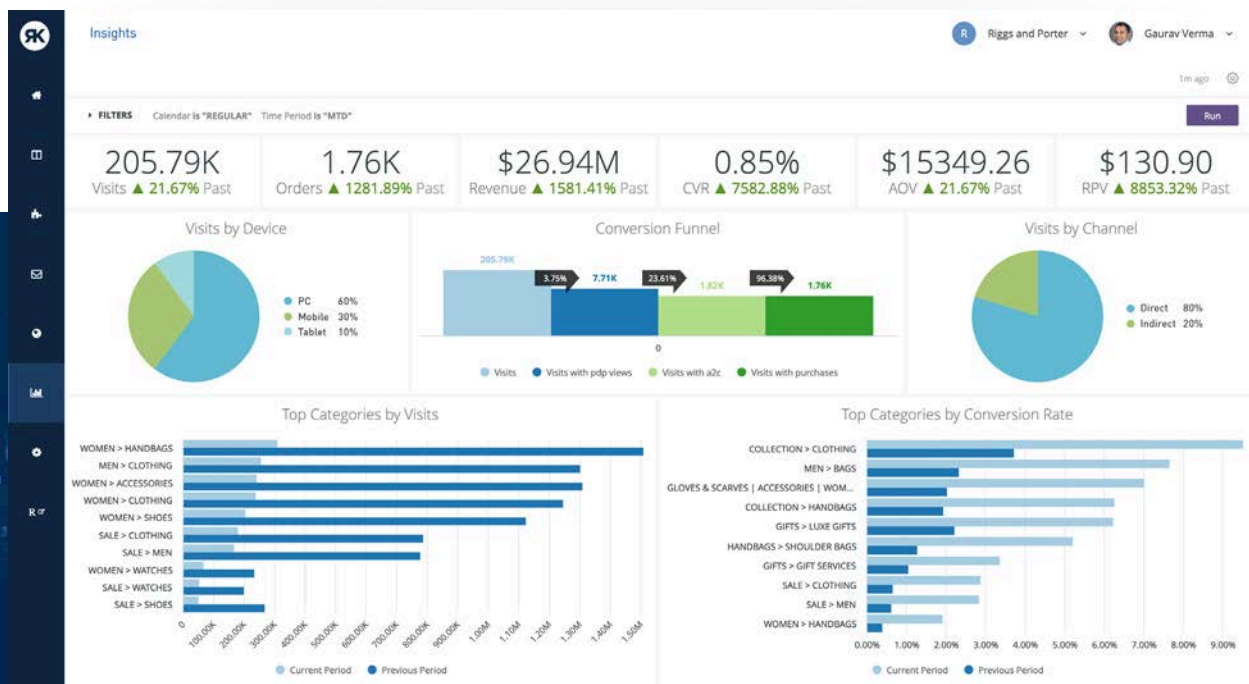 RK
Insights
R Riggs and Porter
Gaurav Verma
1m ago
FILTERS Calendar is "REGULAR" Time Period is "MTD"
Run
205.79K
Visits ▲ 21.67% Past
1.76K
Orders ▲ 1281.89% Past
$26.94M
Revenue ▲ 1581.41% Past
0.85%
CVR ▲ 7582.88% Past
$15349.26
AOV ▲ 21.67% Past
$130.90
RPV ▲ 8853.32% Past
Visits by Device
PC 60%
Mobile 30%
Tablet 10%
Conversion Funnel
205.79K
3.75%
7.71K
23.61%
1.82K
96.38%
1.76K
0
Visits
Visits with pdp views
Visits with a2c
Visits with purchases
Visits by Channel
Direct 80%
Indirect 20%
R
Top Categories by Visits
WOMEN > HANDBAGS
MEN > CLOTHING
WOMEN > ACCESSORIES
WOMEN > CLOTHING
WOMEN > SHOES
SALE > CLOTHING
SALE > MEN
WOMEN > WATCHES
SALE > WATCHES
SALE > SHOES
0 100.00K 200.00K 300.00K 400.00K 500.00K 600.00K 700.00K 800.00K 900.00K 1.00M 1.10M 1.20M 1.30M 1.40M 1.50M
Current Period Previous Period
Top Categories by Conversion Rate
COLLECTION > CLOTHING
MEN > BAGS
GLOVES & SCARVES | ACCESSORIES | WOM...
COLLECTION > HANDBAGS
GIFTS > LUXE GIFTS
HANDBAGS > SHOULDER BAGS
GIFTS > GIFT SERVICES
SALE > CLOTHING
SALE > MEN
WOMEN > HANDBAGS
0.00% 1.00% 2.00% 3.00% 4.00% 5.00% 6.00% 7.00% 8.00% 9.00%
Current Period Previous Period